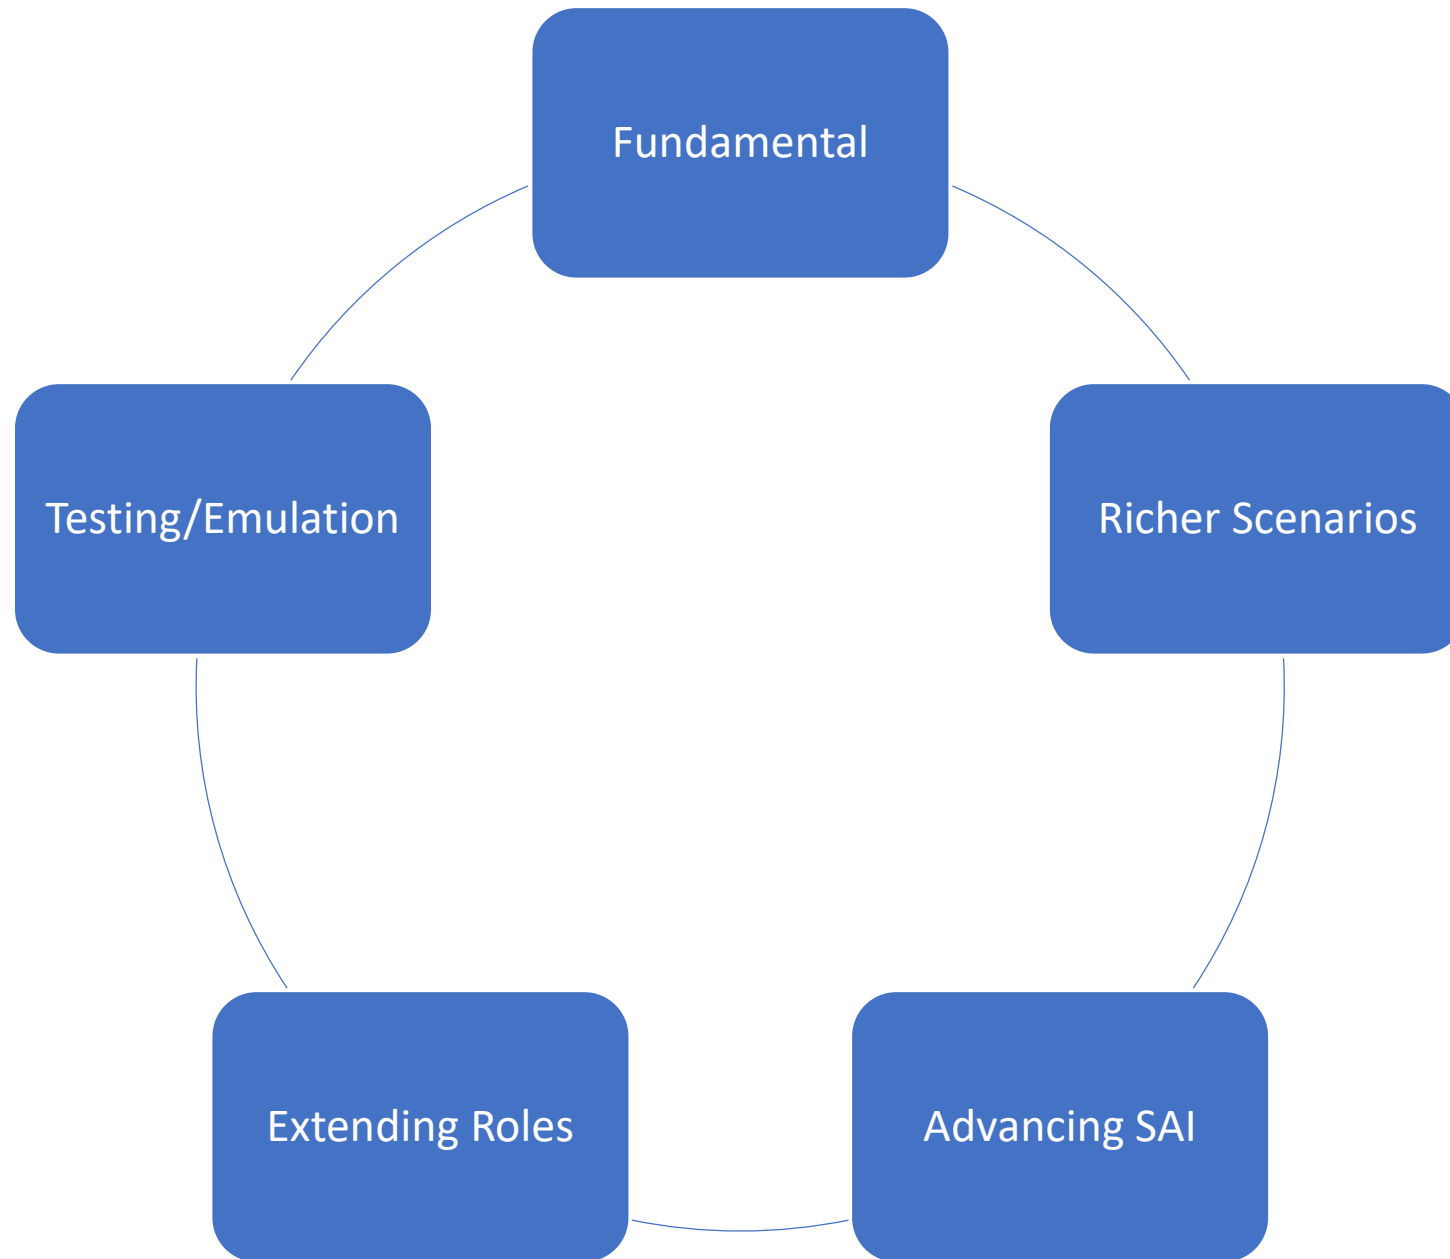 Fundamental
Richer Scenarios
Advancing SAI
Extending Roles
Testing/Emulation